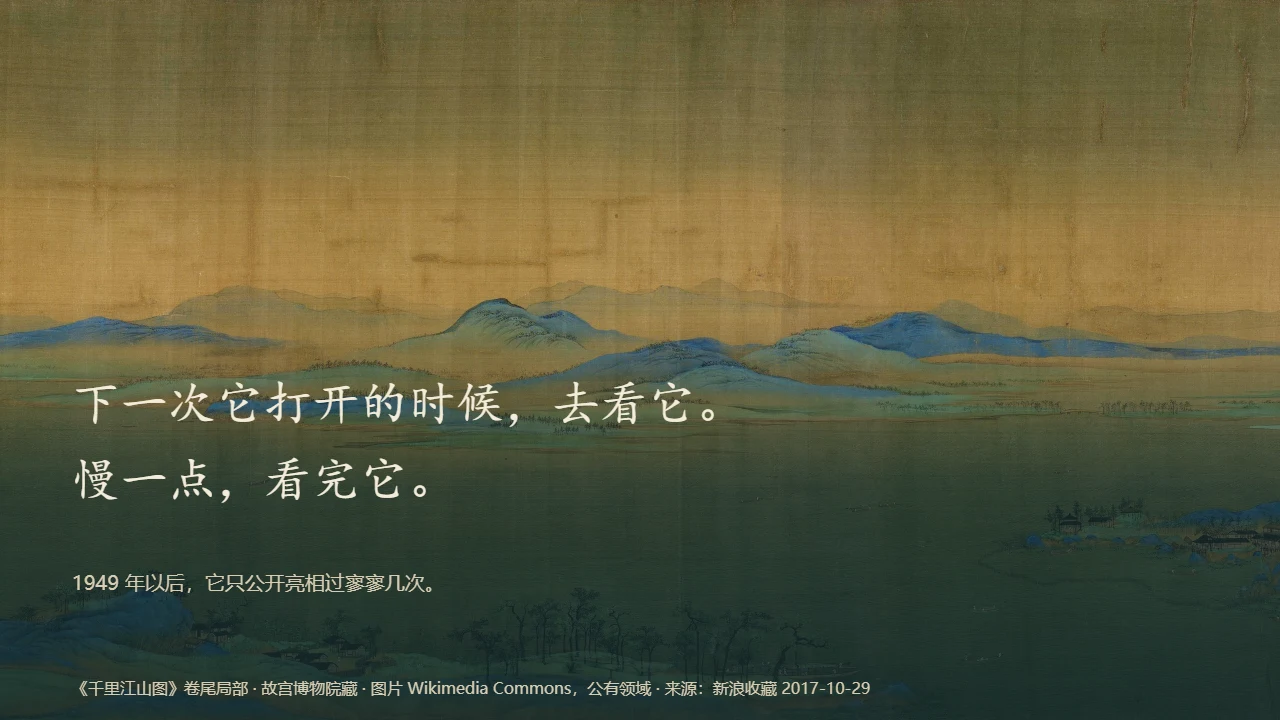 下一次它打开的时候，去看它。
慢一点，看完它。
1949 年以后，它只公开亮相过寥寥几次。
《千里江山图》卷尾局部 · 故宫博物院藏 · 图片 Wikimedia Commons，公有领域 · 来源：新浪收藏 2017-10-29